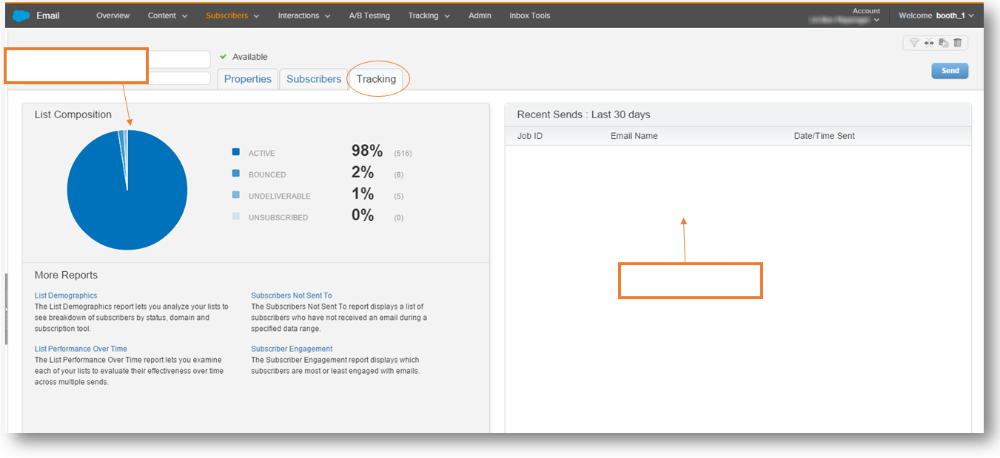 Email
Overview
Content
Subscribers
Interactions
A/B Testing
Tracking
Admin
Inbox Tools
Account
Welcome booth_1
Available
Properties
Subscribers
Tracking
Send
List Composition
ACTIVE 98% (516)
BOUNCED 2% (8)
UNDELIVERABLE 1% (5)
UNSUBSCRIBED 0% (0)
More Reports
List Demographics
The List Demographics report lets you analyze your lists to
see breakdown of subscribers by status, domain and
subscription tool.
Subscribers Not Sent To
The Subscribers Not Sent To report displays a list of
subscribers who have not received an email during a
specified data range.
List Performance Over Time
The List Performance Over Time report lets you examine
each of your lists to evaluate their effectiveness over time
across multiple sends.
Subscriber Engagement
The Subscriber Engagement report displays which
subscribers are most or least engaged with emails.
Recent Sends : Last 30 days
Job ID
Email Name
Date/Time Sent